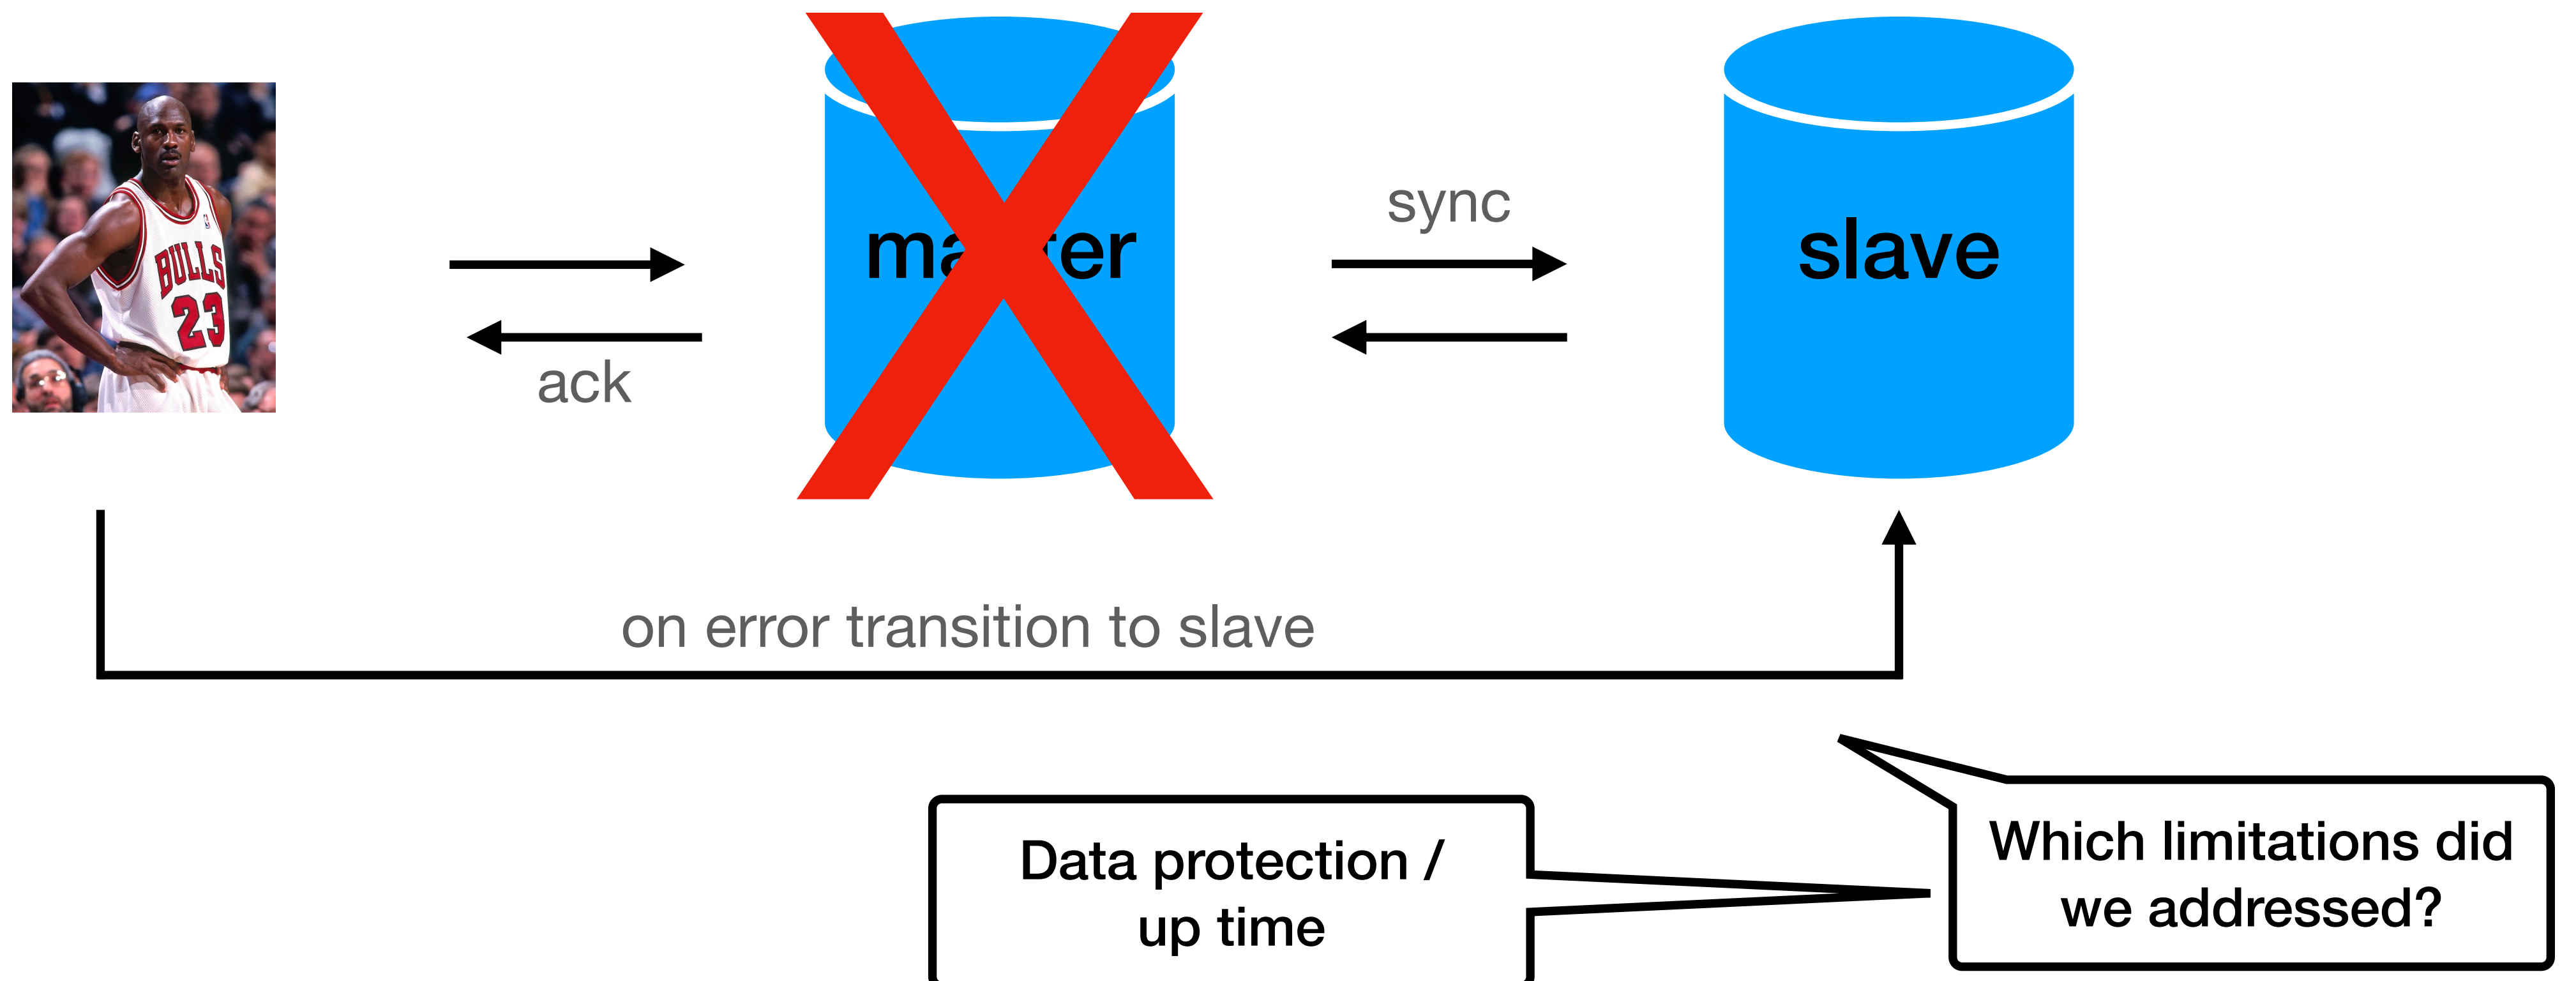 BULLS
23
master
sync
slave
ack
on error transition to slave
Data protection /
up time
Which limitations did
we addressed?